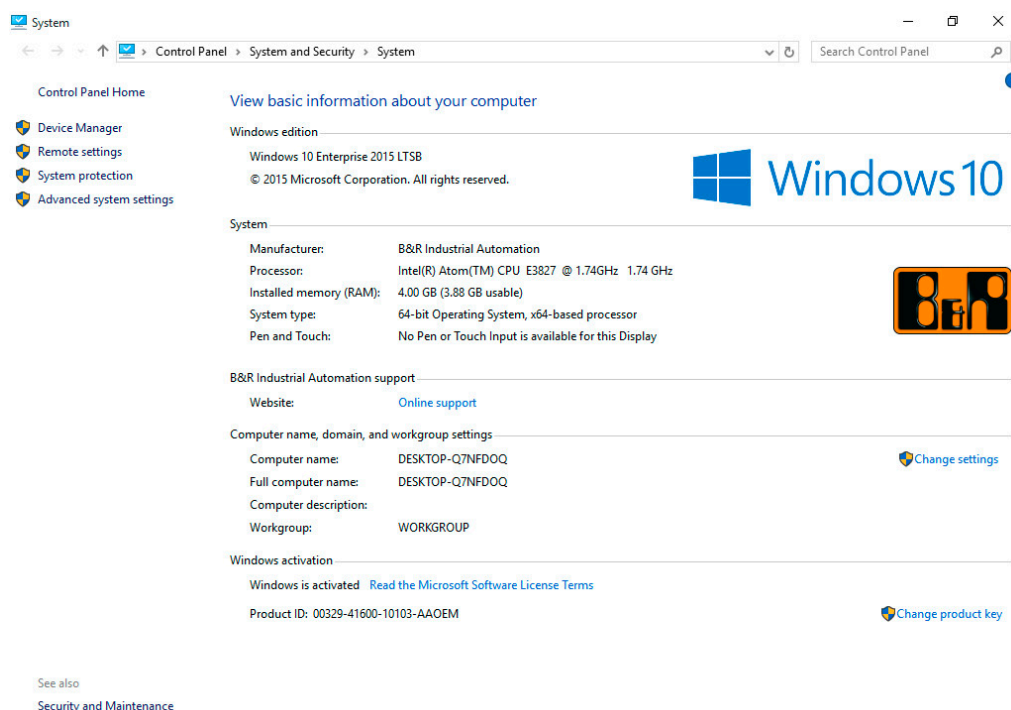 System
Control Panel > System and Security > System
Search Control Panel
Control Panel Home
Device Manager
Remote settings
System protection
Advanced system settings
View basic information about your computer
Windows edition
Windows 10 Enterprise 2015 LTSB
© 2015 Microsoft Corporation. All rights reserved.
Windows 10
System
Manufacturer: B&R Industrial Automation
Processor: Intel(R) Atom(TM) CPU E3827 @ 1.74GHz 1.74 GHz
Installed memory (RAM): 4.00 GB (3.88 GB usable)
System type: 64-bit Operating System, x64-based processor
Pen and Touch: No Pen or Touch Input is available for this Display
B&R
B&R Industrial Automation support
Website: Online support
Computer name, domain, and workgroup settings
Computer name: DESKTOP-Q7NFDOQ
Change settings
Full computer name: DESKTOP-Q7NFDOQ
Computer description:
Workgroup: WORKGROUP
Windows activation
Windows is activated Read the Microsoft Software License Terms
Product ID: 00329-41600-10103-AAOEM
Change product key
See also
Security and Maintenance